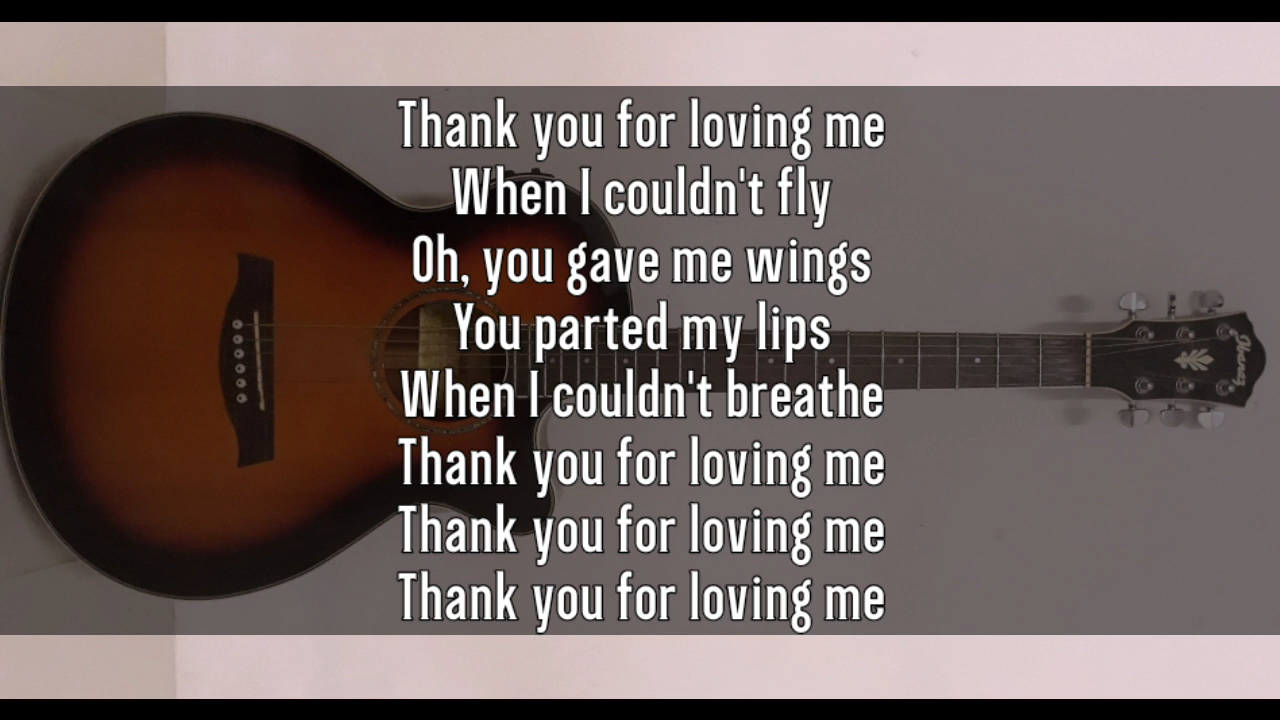 Thank you for loving me
When I couldn't fly
Oh, you gave me wings
You parted my lips
When I couldn't breathe
Thank you for loving me
Thank you for loving me
Thank you for loving me
Ibanez